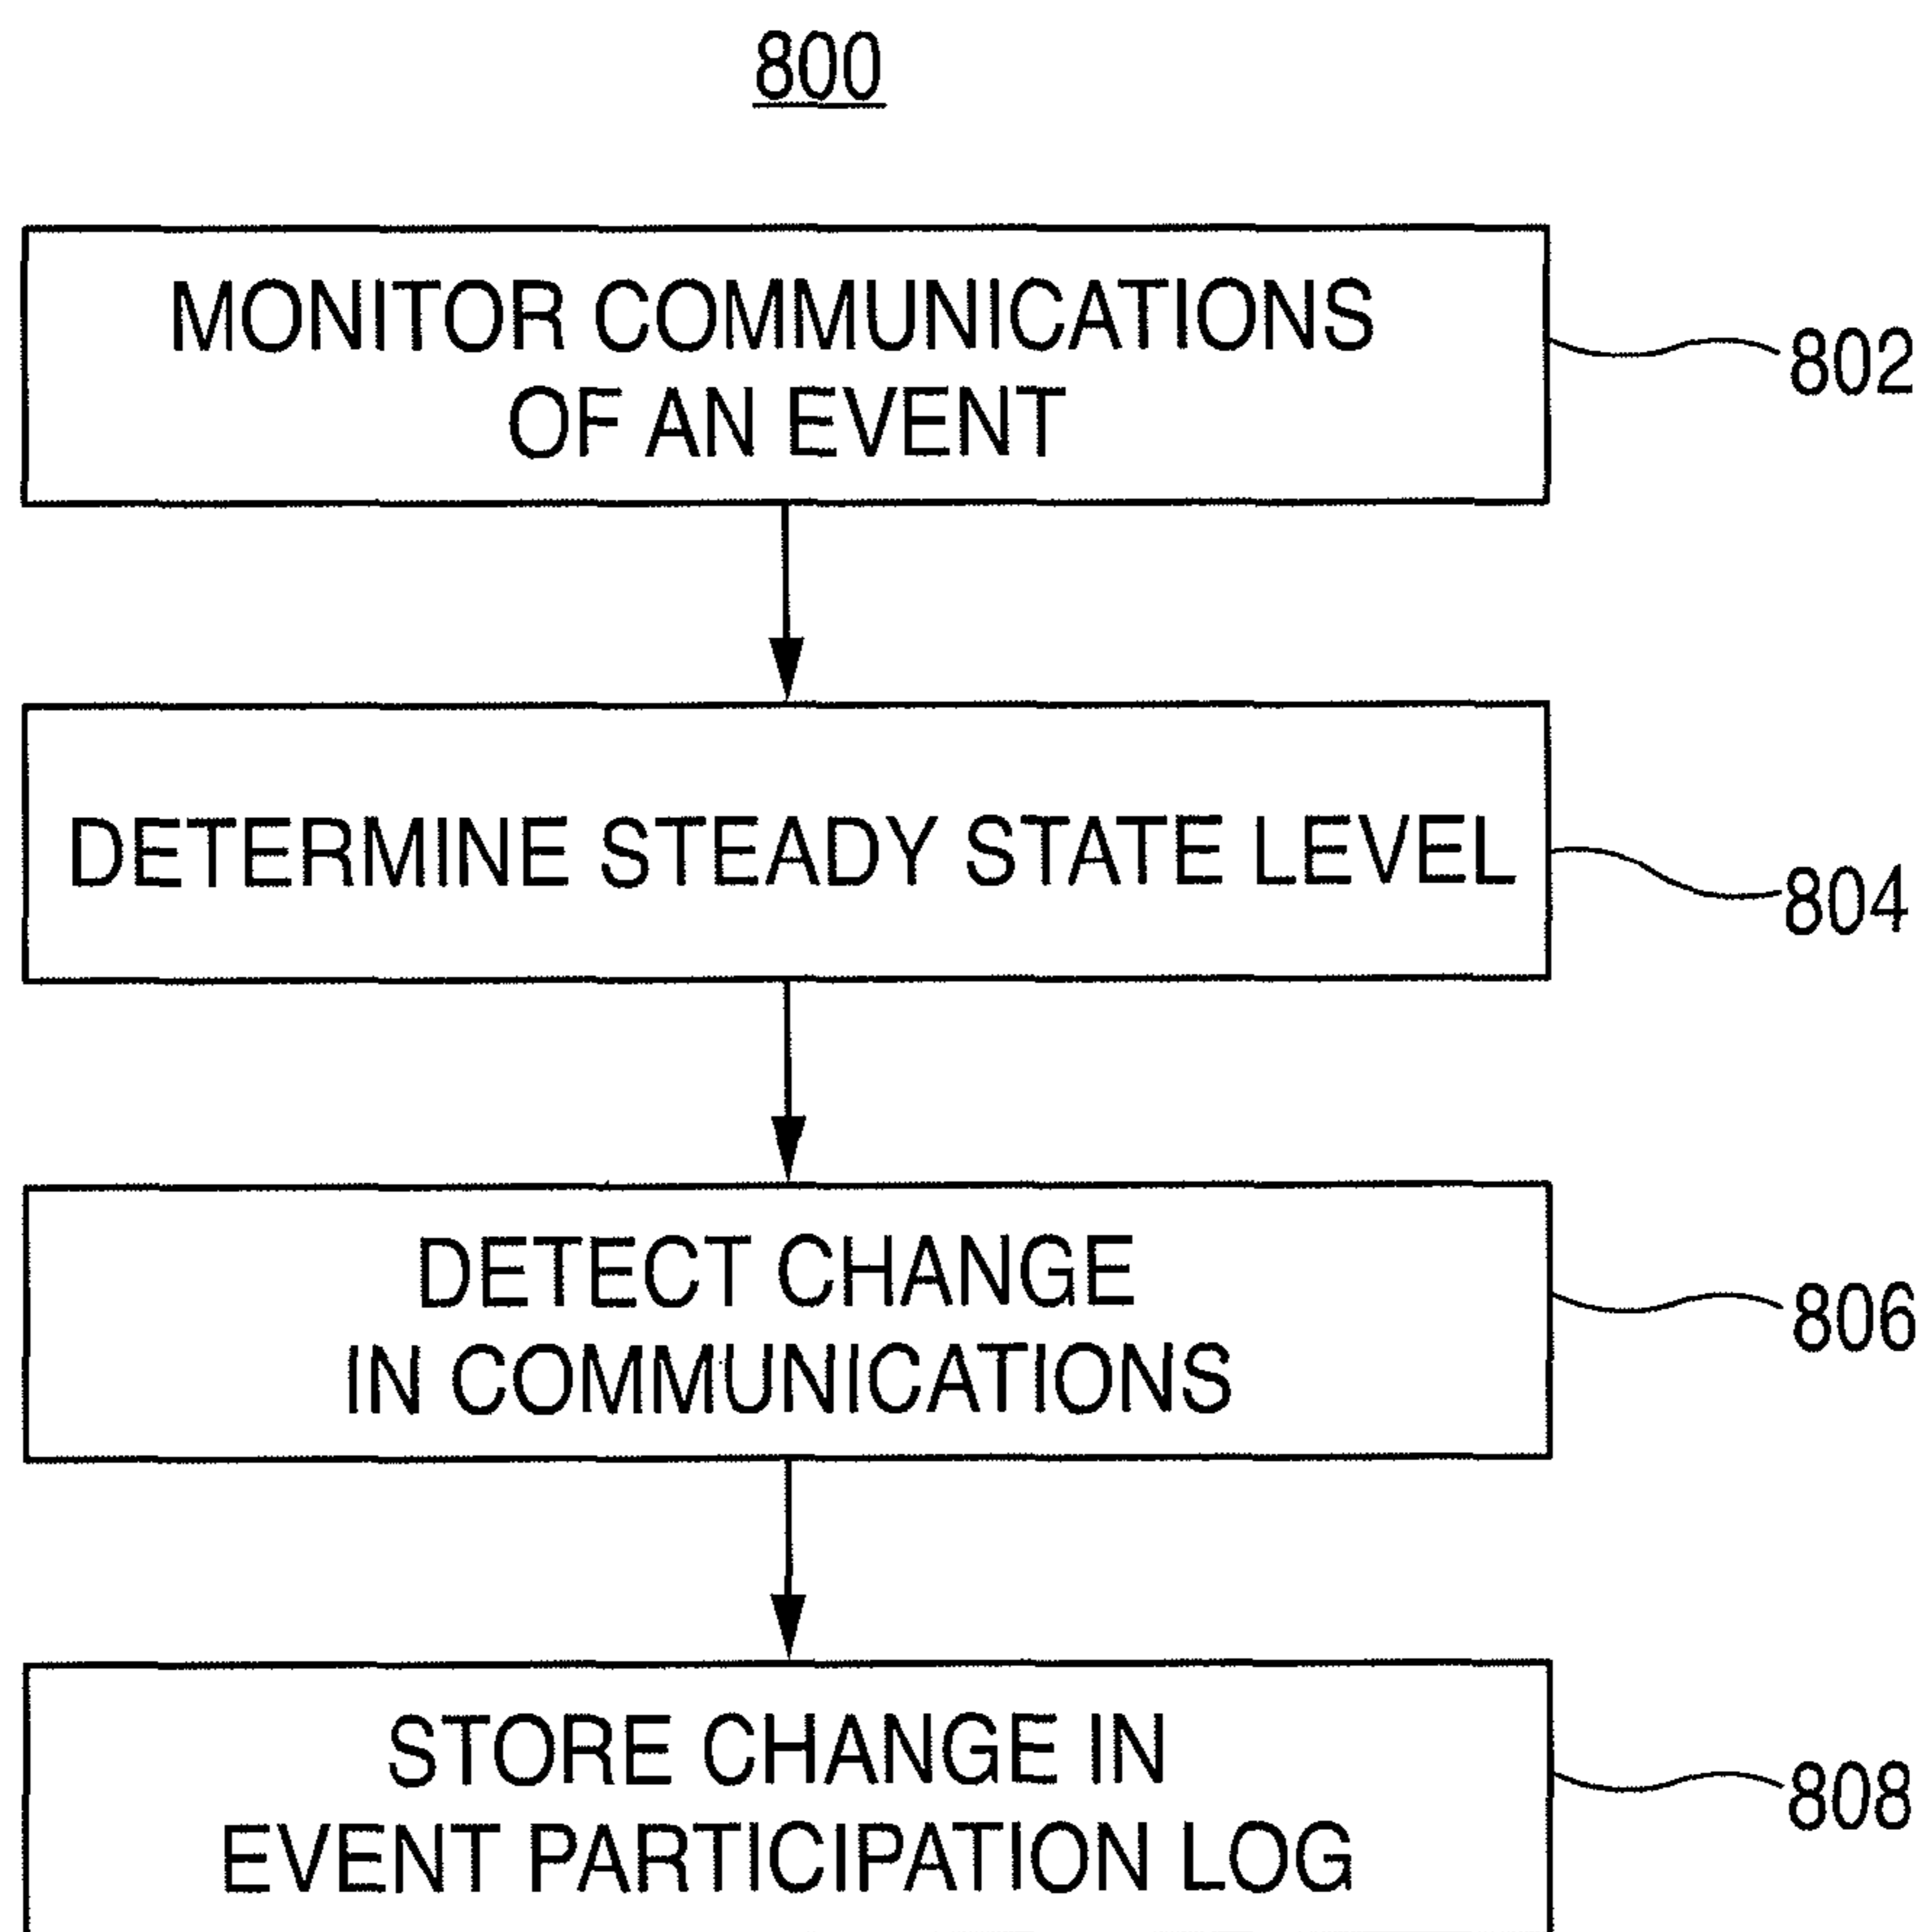 800
MONITOR COMMUNICATIONS
OF AN EVENT
802
DETERMINE STEADY STATE LEVEL
804
DETECT CHANGE
IN COMMUNICATIONS
806
STORE CHANGE IN
EVENT PARTICIPATION LOG
808